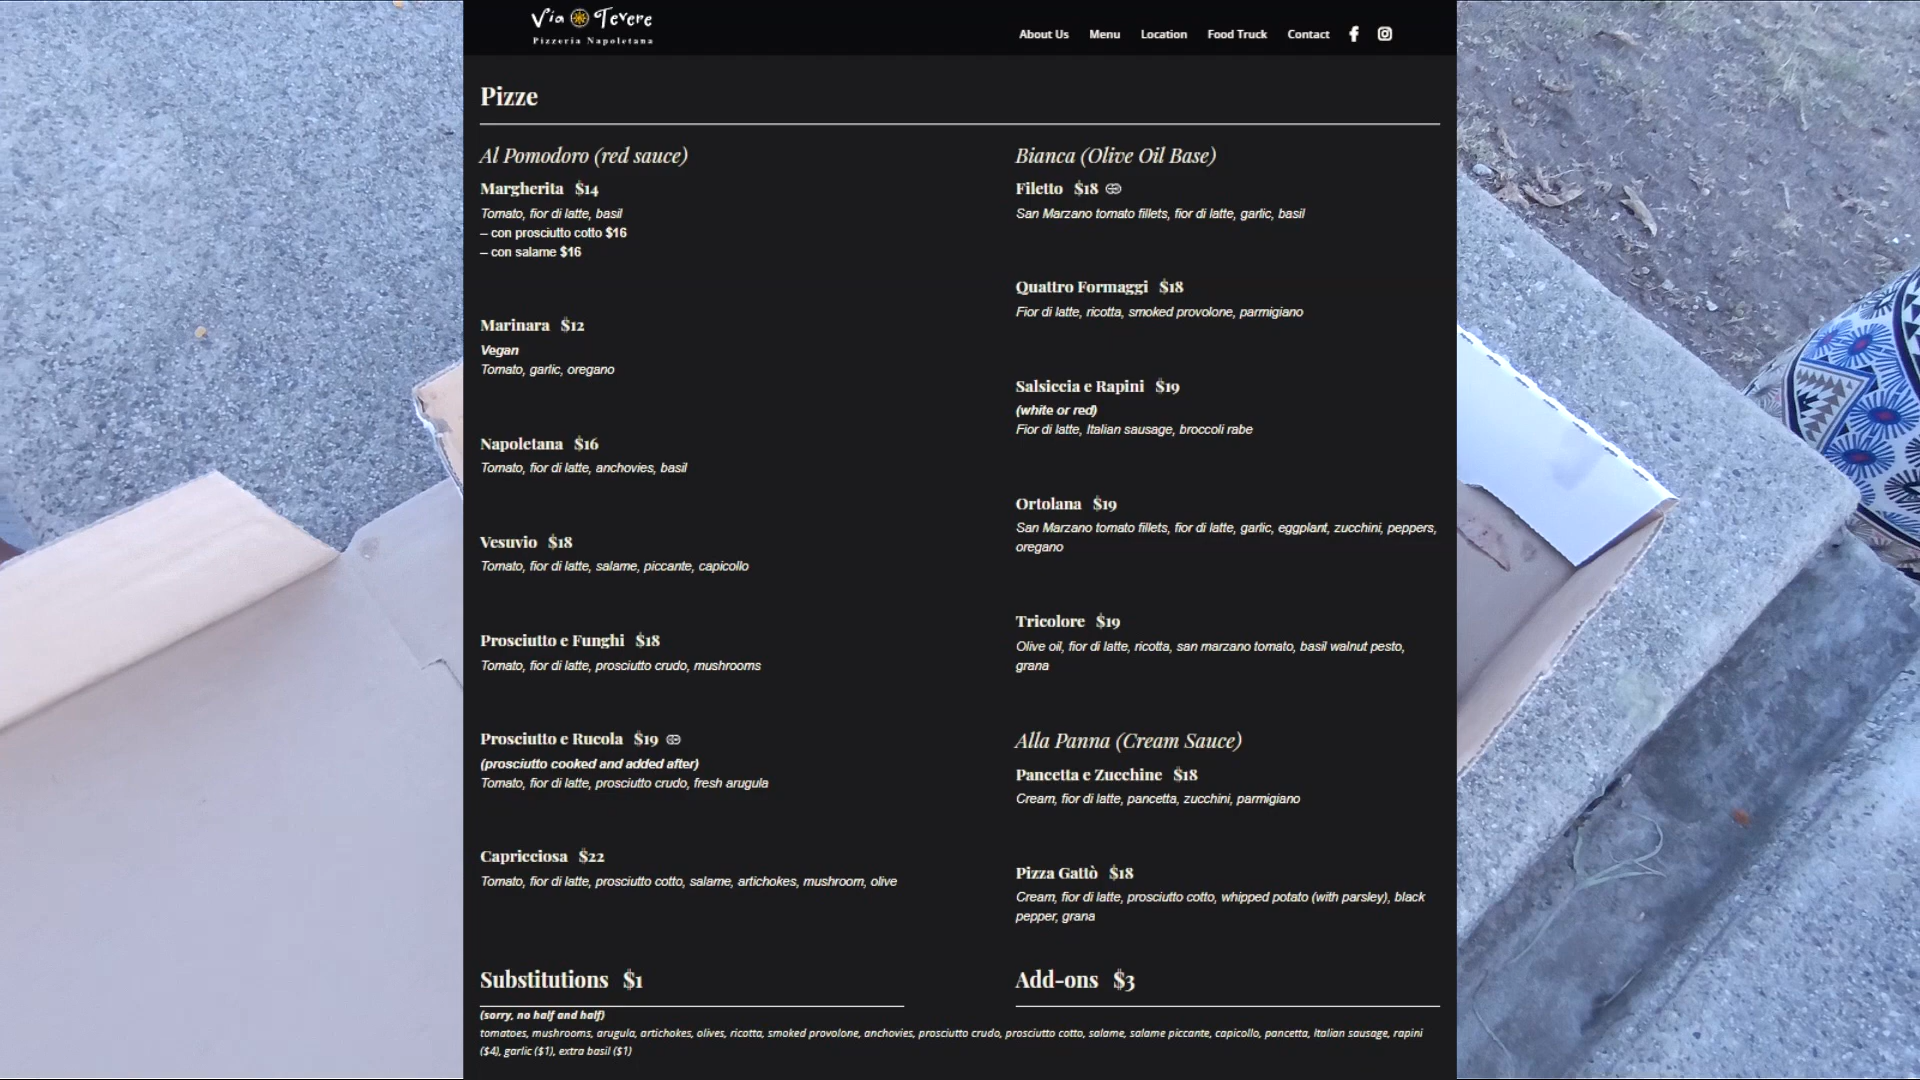 Via Tevere
Pizzeria Napoletana
About Us Menu Location Food Truck Contact
Pizze
Al Pomodoro (red sauce)
Margherita $14
Tomato, fior di latte, basil
– con prosciutto cotto $16
– con salame $16
Marinara $12
Vegan
Tomato, garlic, oregano
Napoletana $16
Tomato, fior di latte, anchovies, basil
Vesuvio $18
Tomato, fior di latte, salame, piccante, capicollo
Prosciutto e Funghi $18
Tomato, fior di latte, prosciutto crudo, mushrooms
Prosciutto e Rucola $19
(prosciutto cooked and added after)
Tomato, fior di latte, prosciutto crudo, fresh arugula
Capricciosa $22
Tomato, fior di latte, prosciutto cotto, salame, artichokes, mushroom, olive
Bianca (Olive Oil Base)
Filetto $18
San Marzano tomato fillets, fior di latte, garlic, basil
Quattro Formaggi $18
Fior di latte, ricotta, smoked provolone, parmigiano
Salsiccia e Rapini $19
(white or red)
Fior di latte, Italian sausage, broccoli rabe
Ortolana $19
San Marzano tomato fillets, fior di latte, garlic, eggplant, zucchini, peppers,
oregano
Tricolore $19
Olive oil, fior di latte, ricotta, san marzano tomato, basil walnut pesto,
grana
Alla Panna (Cream Sauce)
Pancetta e Zucchine $18
Cream, fior di latte, pancetta, zucchini, parmigiano
Pizza Gattò $18
Cream, fior di latte, prosciutto cotto, whipped potato (with parsley), black
pepper, grana
Substitutions $1
Add-ons $3
(sorry, no half and half)
tomatoes, mushrooms, arugula, artichokes, olives, ricotta, smoked provolone, anchovies, prosciutto crudo, prosciutto cotto, salame, salame piccante, capicollo, pancetta, Italian sausage, rapini
($4), garlic ($1), extra basil ($1)